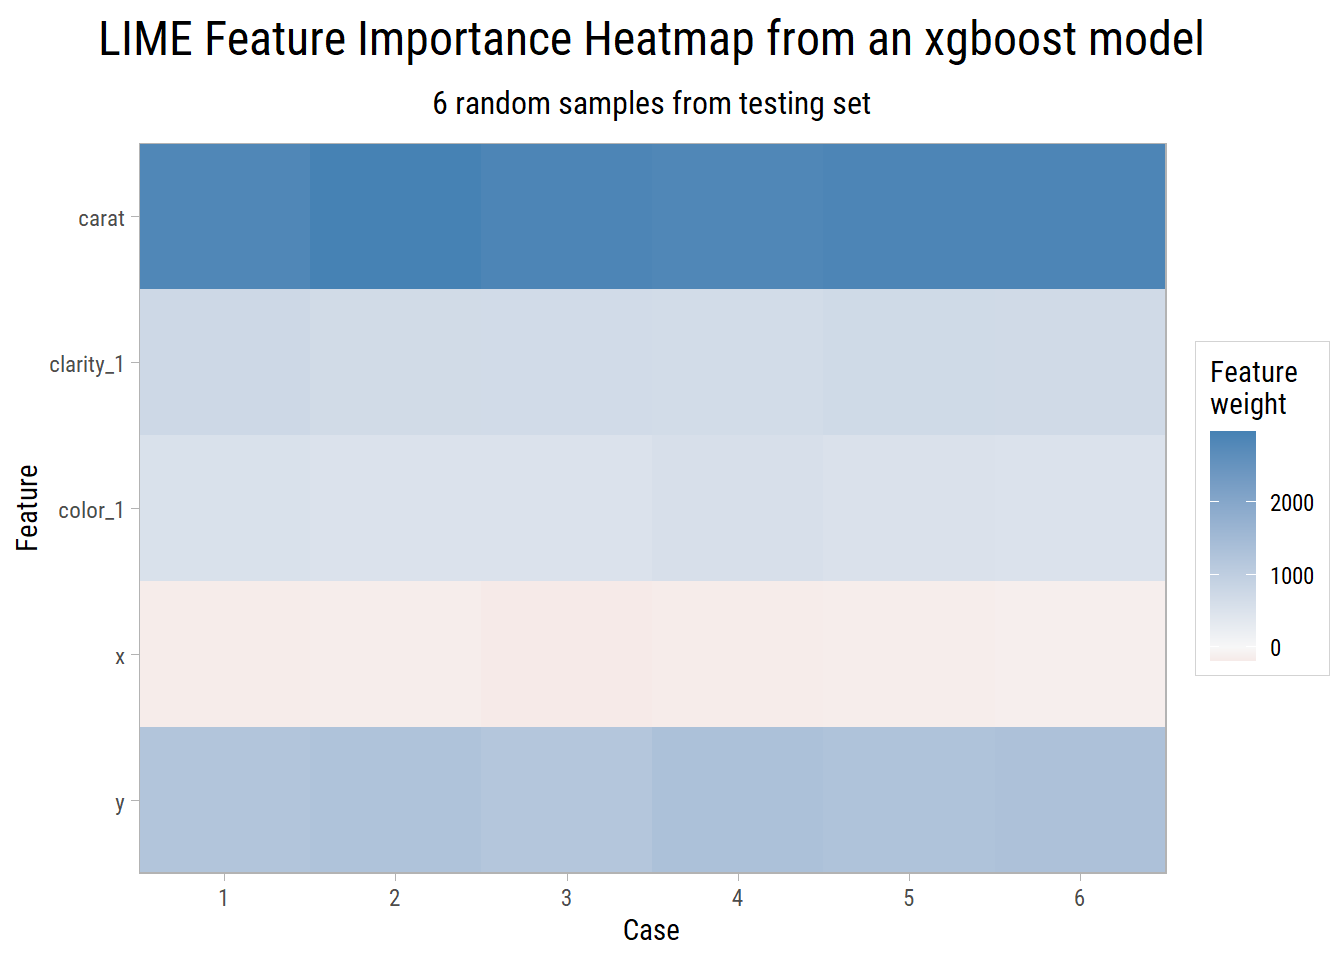 LIME Feature Importance Heatmap from an xgboost model
6 random samples from testing set
carat
clarity_1
color_1
x
y
Feature
1 2 3 4 5 6
Case
Feature
weight
2000
1000
0